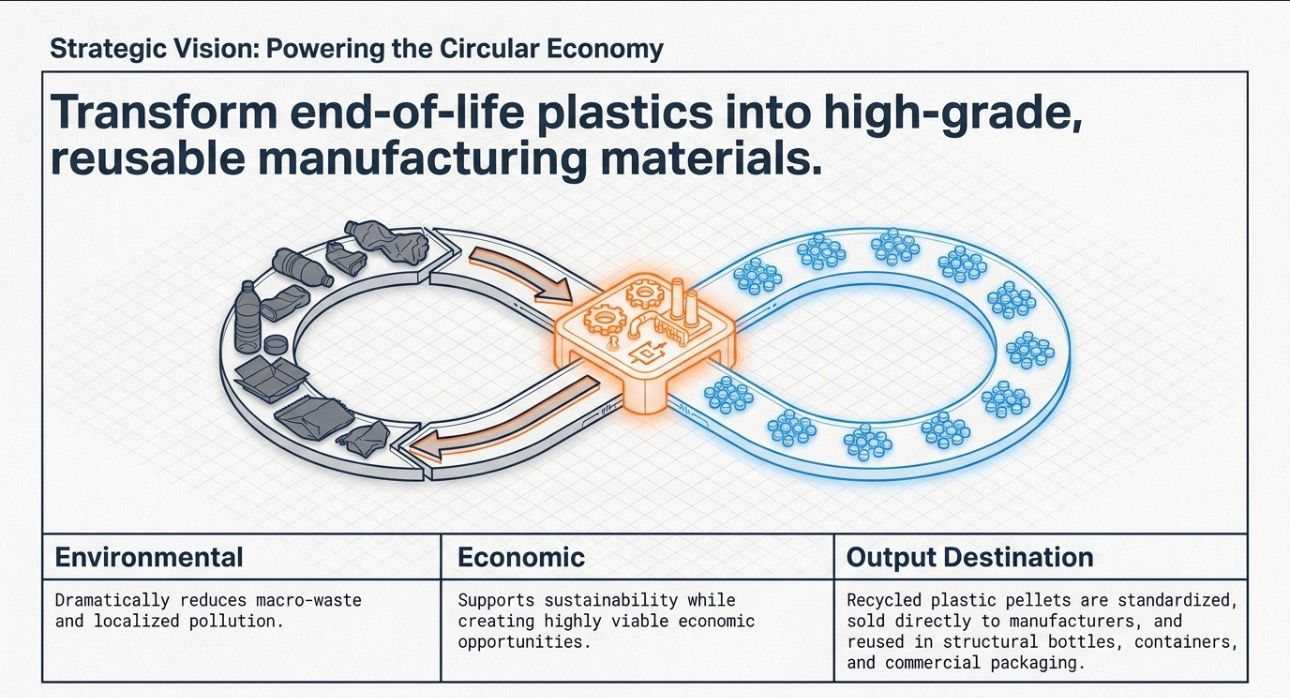 Strategic Vision: Powering the Circular Economy
Transform end-of-life plastics into high-grade,
reusable manufacturing materials.
Environmental
Dramatically reduces macro-waste
and localized pollution.
Economic
Supports sustainability while
creating highly viable economic
opportunities.
Output Destination
Recycled plastic pellets are standardized,
sold directly to manufacturers, and
reused in structural bottles, containers,
and commercial packaging.